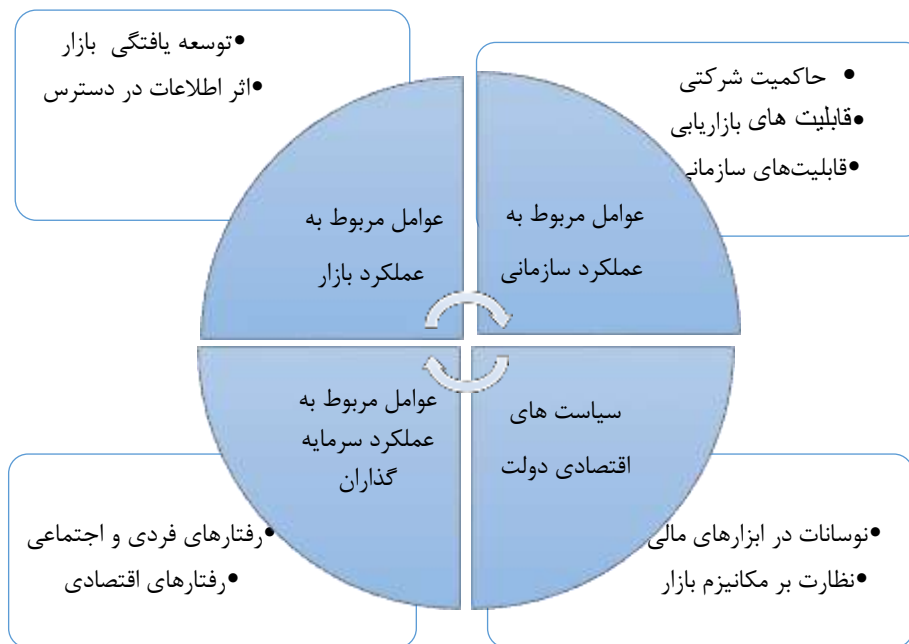 •حاکمیت شرکتی
•قابلیت های بازاریابی
•قابلیت‌های سازمانی
•توسعه یافتگی بازار
•اثر اطلاعات در دسترس
عوامل مربوط به
عملکرد سازمانی
عوامل مربوط به
عملکرد بازار
سیاست های
اقتصادی دولت
عوامل مربوط به
عملکرد سرمایه
گذاران
•نوسانات در ابزارهای مالی
•نظارت بر مکانیزم بازار
•رفتارهای فردی و اجتماعی
•رفتارهای اقتصادی